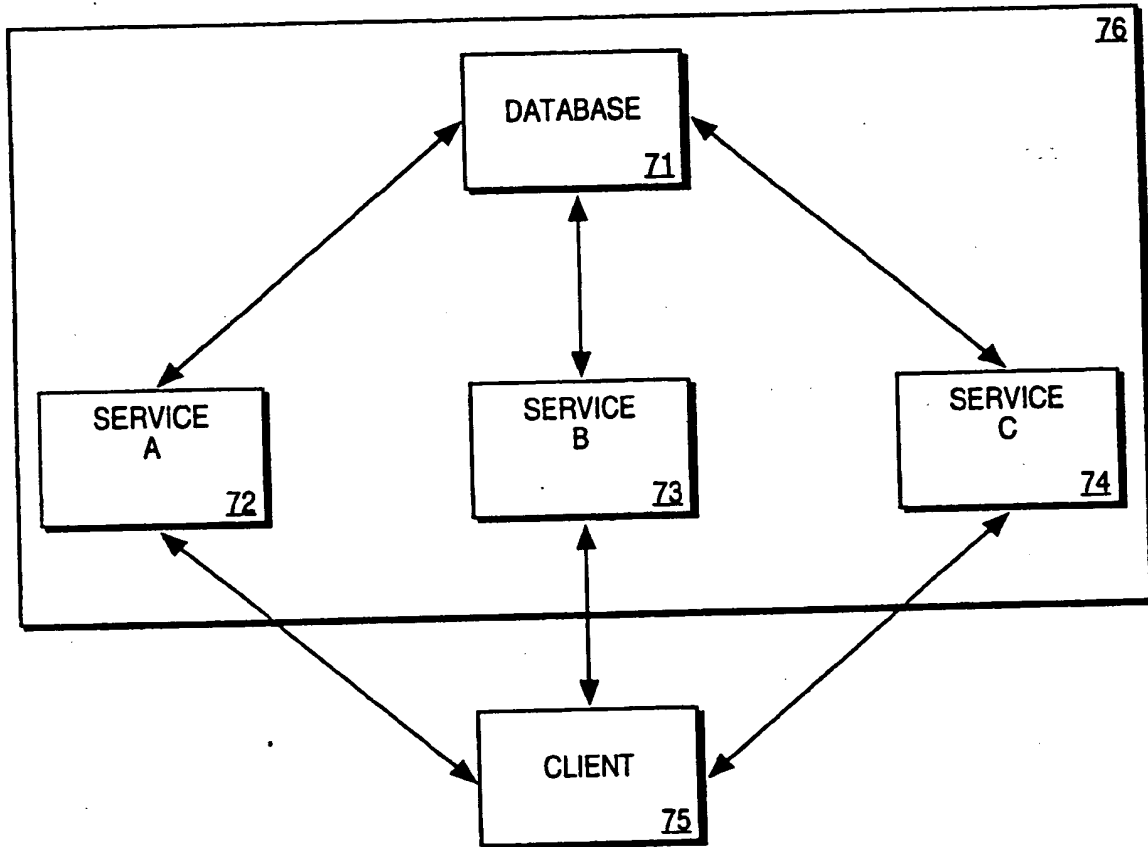 76
DATABASE
71
SERVICE
A
72
SERVICE
B
73
SERVICE
C
74
CLIENT
75